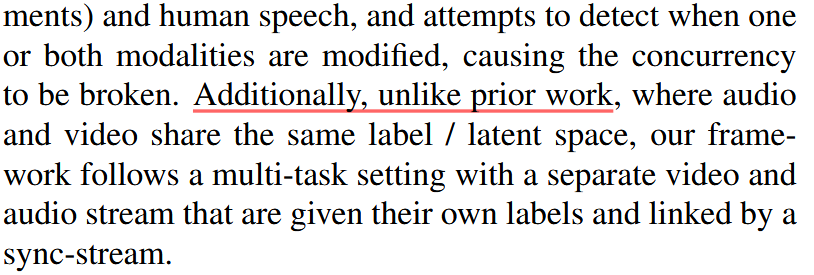 ments) and human speech, and attempts to detect when one
or both modalities are modified, causing the concurrency
to be broken. Additionally, unlike prior work, where audio
and video share the same label / latent space, our frame-
work follows a multi-task setting with a separate video and
audio stream that are given their own labels and linked by a
sync-stream.